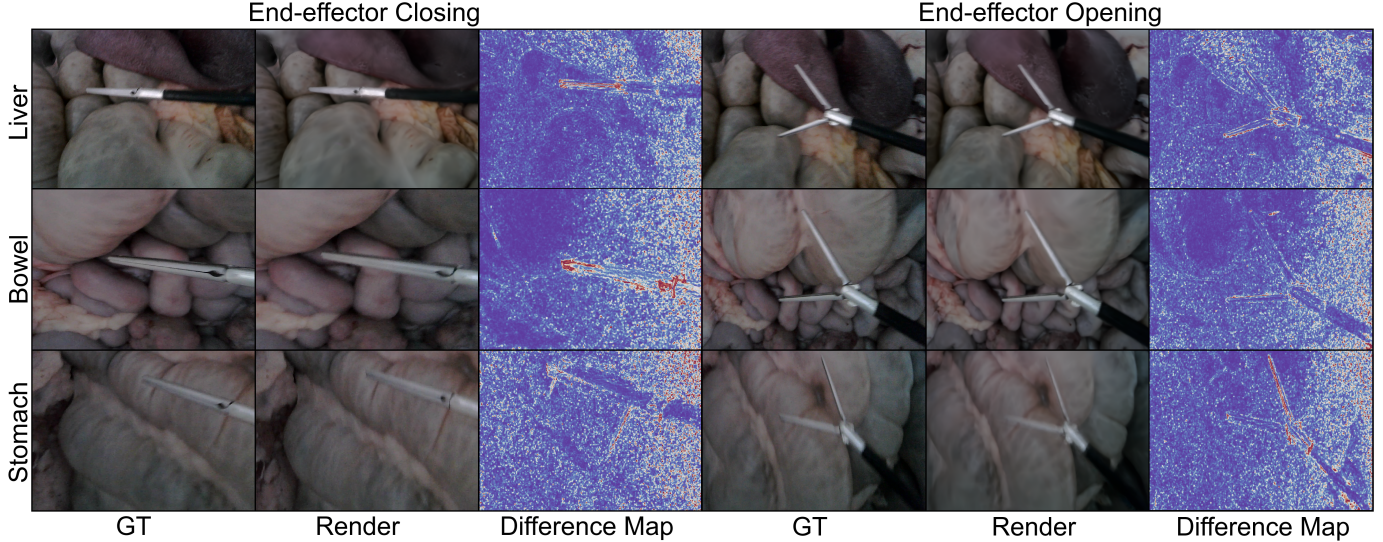 End-effector Closing
End-effector Opening
Liver
Bowel
Stomach
GT
Render
Difference Map
GT
Render
Difference Map